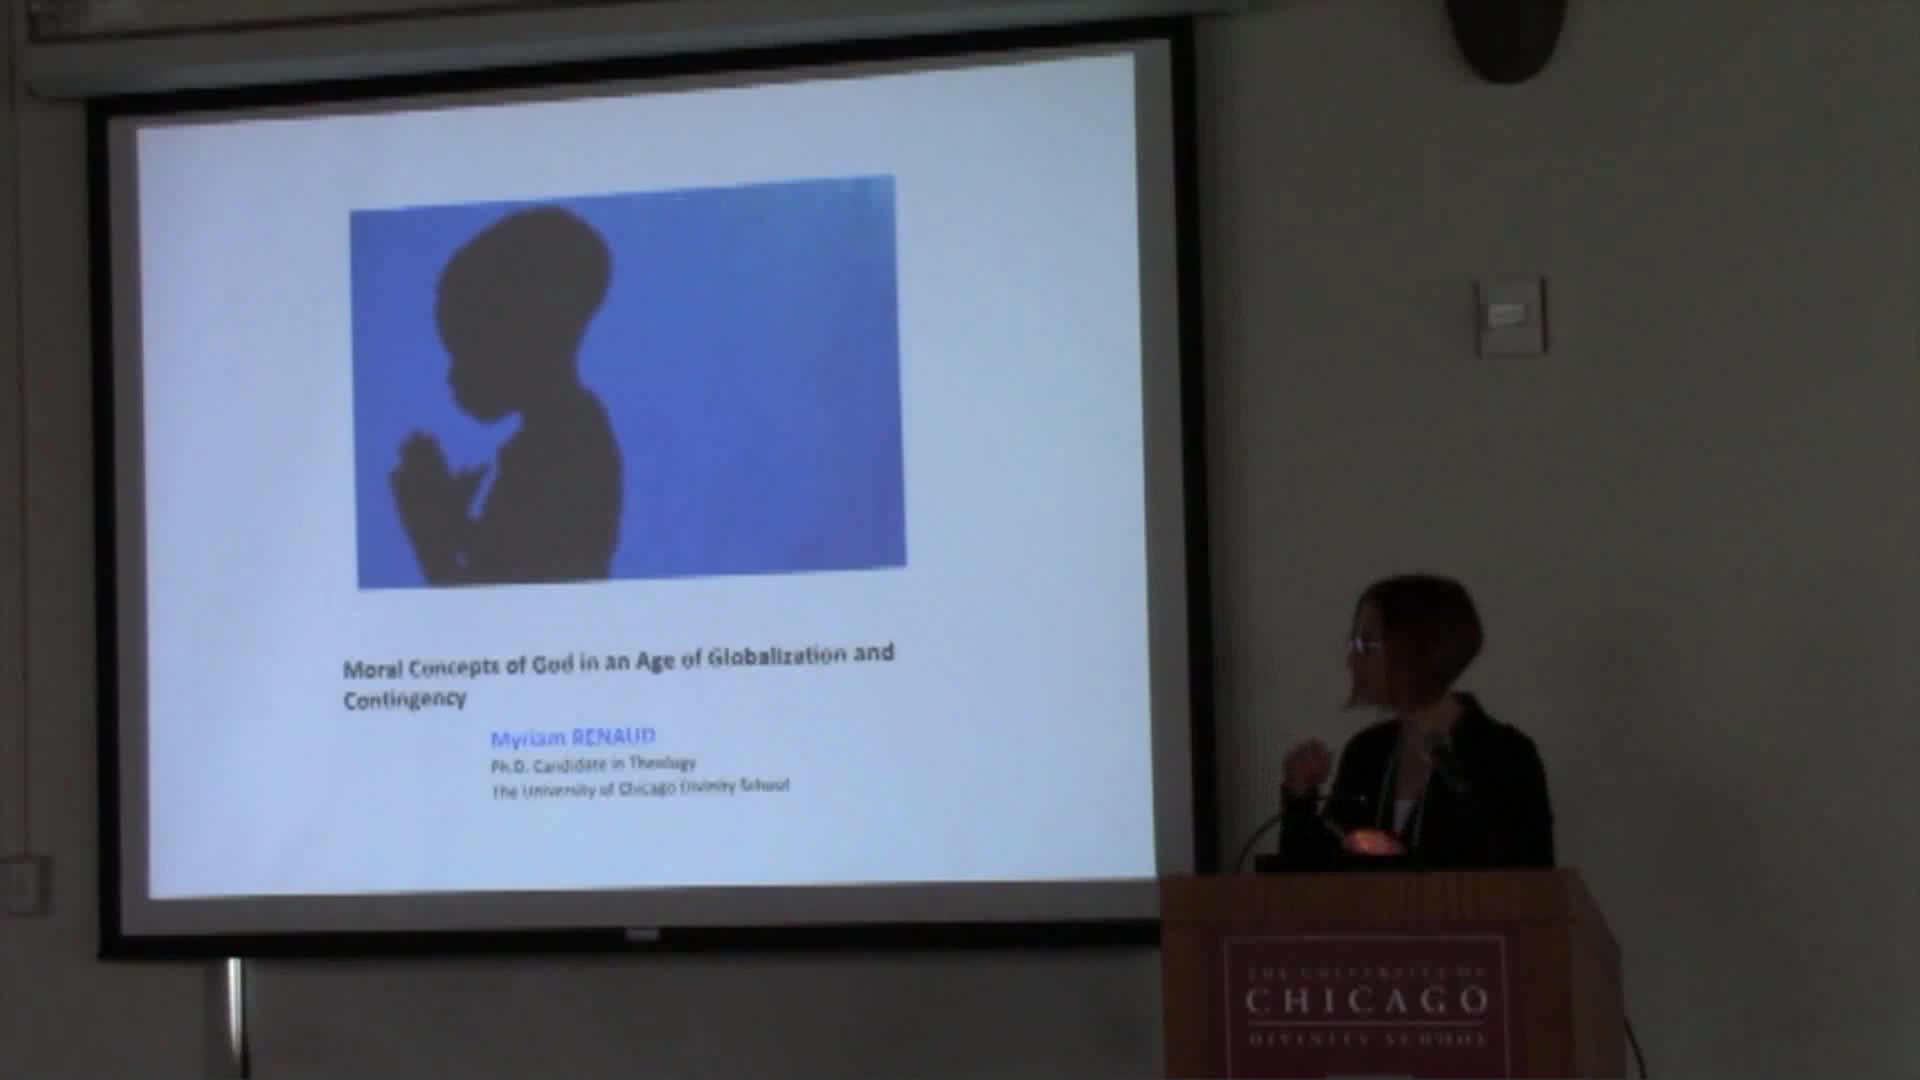 Moral Concepts of God in an Age of Globalization and
Contingency
Myriam RENAUD
Ph.D. Candidate in Theology
The University of Chicago Divinity School
THE UNIVERSITY OF
CHICAGO
DIVINITY SCHOOL